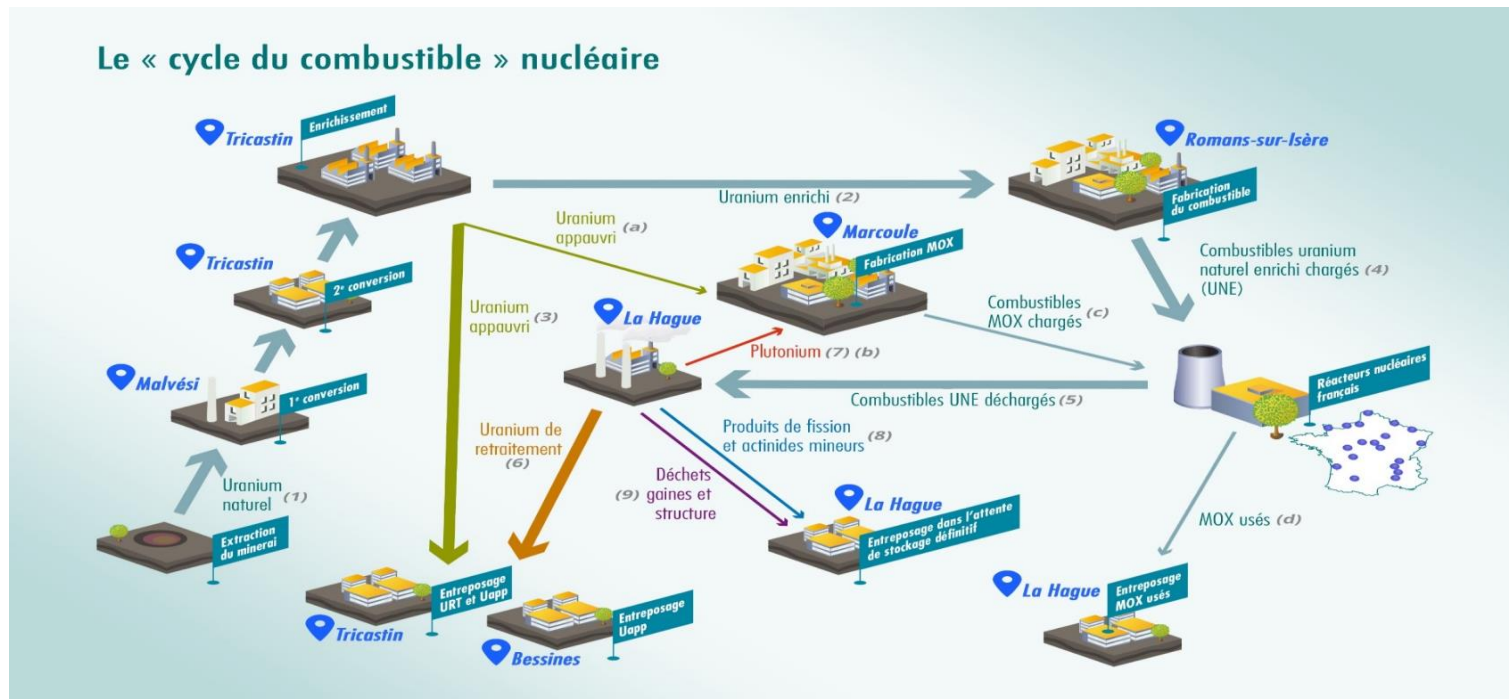 Le « cycle du combustible » nucléaire
Tricastin
Enrichissement
Romans-sur-Isère
Fabrication
du combustible
Uranium enrichi (2)
Uranium
appauvri (a)
Marcoule
Fabrication MOX
Combustibles uranium
naturel enrichi chargés (4)
(UNE)
Tricastin
2e conversion
Uranium
appauvri (3)
La Hague
Combustibles
MOX chargés (c)
Plutonium (7) (b)
Malvési
1e conversion
Combustibles UNE déchargés (5)
Réacteurs nucléaires
français
Uranium de
retraitement
(6)
Produits de fission
et actinides mineurs (8)
Déchets
(9) gaines et
structure
Uranium
naturel (1)
Extraction
du minerai
La Hague
Entreposage dans l'attente
de stockage définitif
MOX usés (d)
Entreposage
URT et Uapp
Tricastin
Entreposage
Uapp
Bessines
La Hague
Entreposage
MOX usés